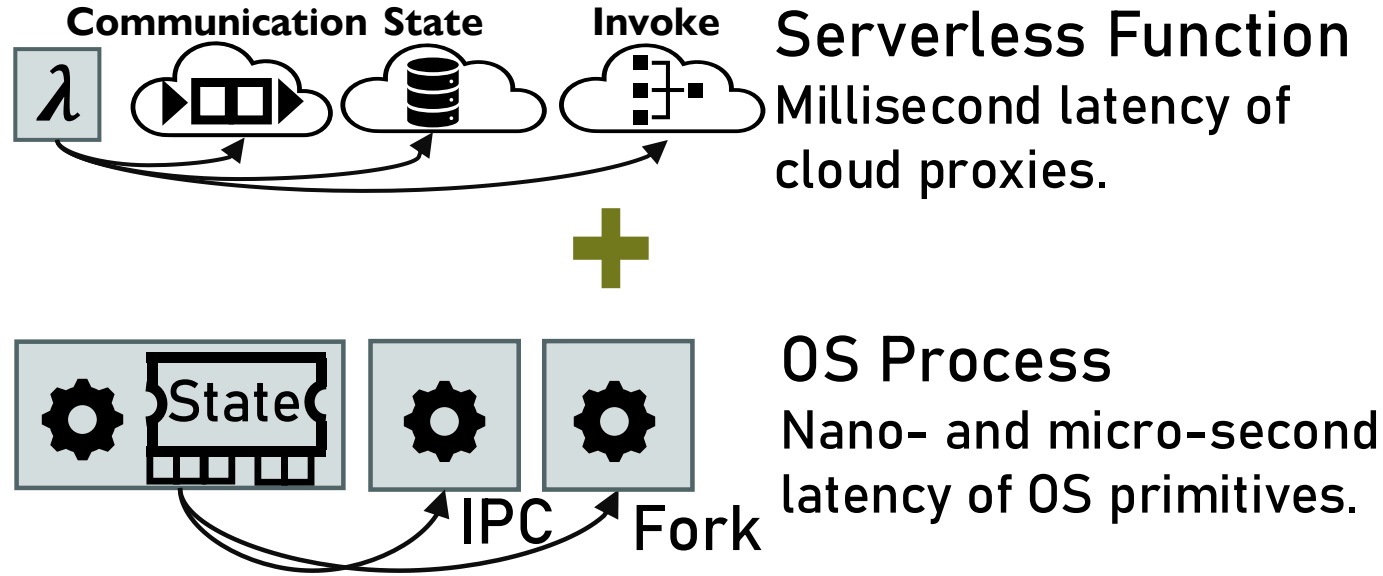 Communication State Invoke
λ
Serverless Function
Millisecond latency of
cloud proxies.
State
IPC
Fork
OS Process
Nano- and micro-second
latency of OS primitives.